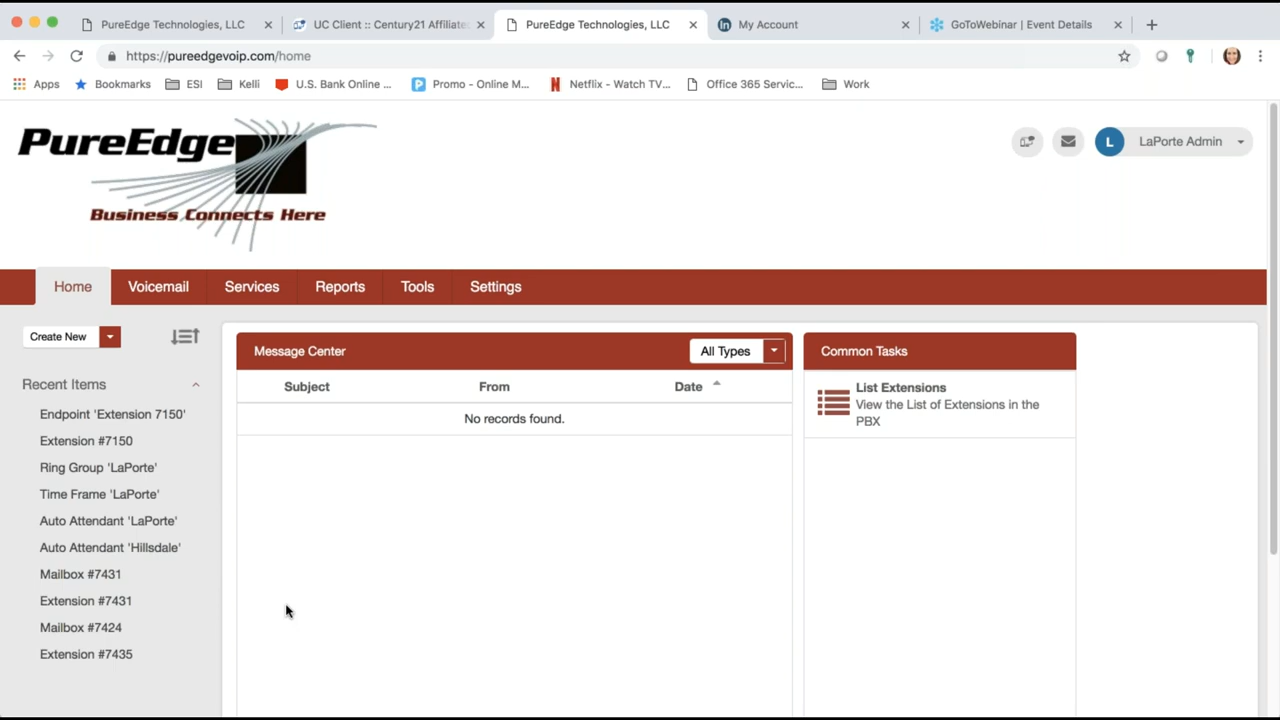 PureEdge Technologies, LLC
UC Client :: Century21 Affiliate
PureEdge Technologies, LLC
in
My Account
GoToWebinar | Event Details
https://pureedgevoip.com/home
Apps
Bookmarks
ESI
Kelli
U.S. Bank Online ...
P
Promo - Online M...
N
Netflix - Watch TV...
Office 365 Servic...
Work
PureEdge
Business Connects Here
L
LaPorte Admin
Home
Voicemail
Services
Reports
Tools
Settings
Create New
Recent Items
Endpoint 'Extension 7150'
Extension #7150
Ring Group 'LaPorte'
Time Frame 'LaPorte'
Auto Attendant 'LaPorte'
Auto Attendant 'Hillsdale'
Mailbox #7431
Extension #7431
Mailbox #7424
Extension #7435
Message Center
All Types
Subject
From
Date
No records found.
Common Tasks
List Extensions
View the List of Extensions in the
PBX